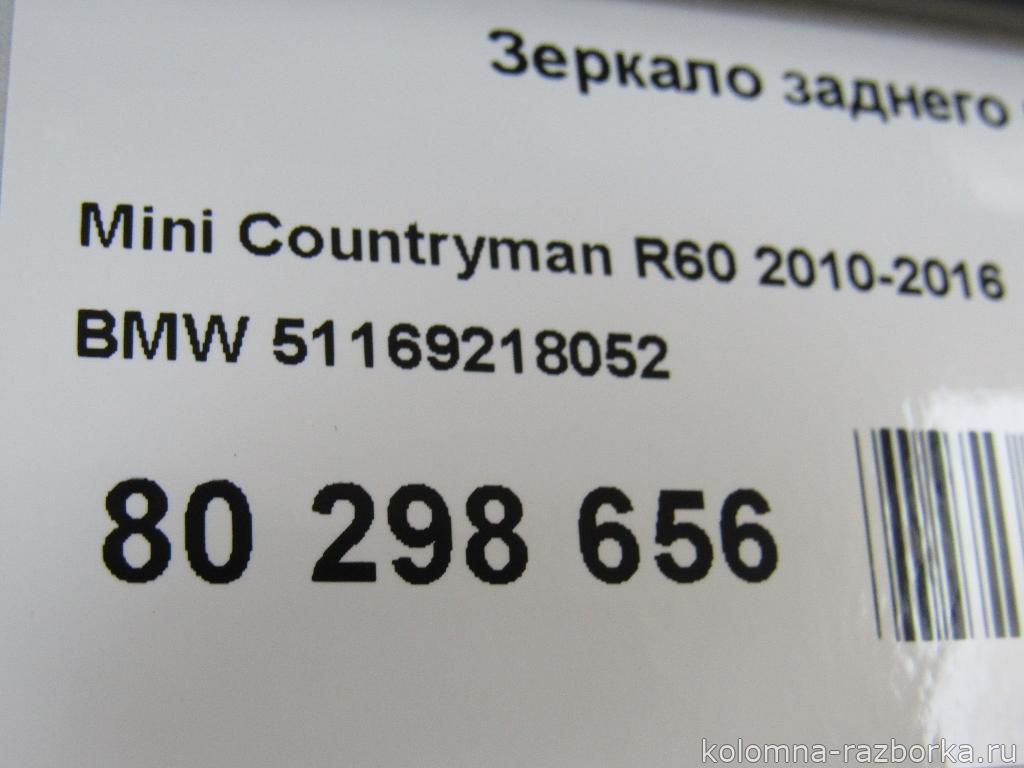 Зеркало заднего
Mini Countryman R60 2010-2016
BMW 51169218052
80 298 656
kolomna-razborka.ru